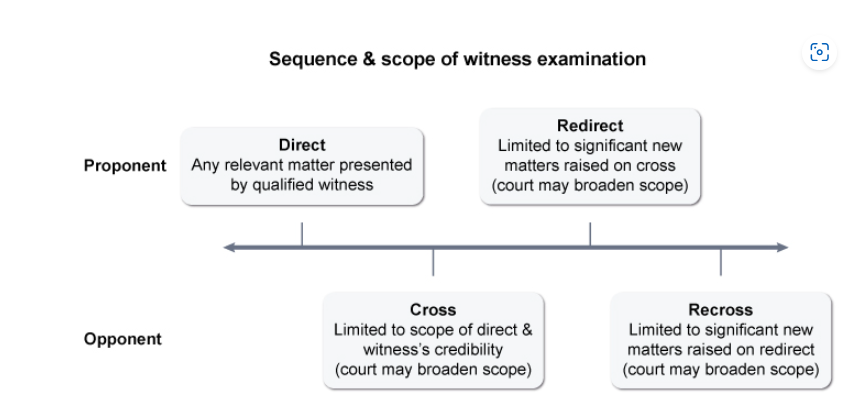 Sequence & scope of witness examination
Proponent
Direct
Any relevant matter presented
by qualified witness
Redirect
Limited to significant new
matters raised on cross
(court may broaden scope)
Opponent
Cross
Limited to scope of direct &
witness's credibility
(court may broaden scope)
Recross
Limited to significant new
matters raised on redirect
(court may broaden scope)